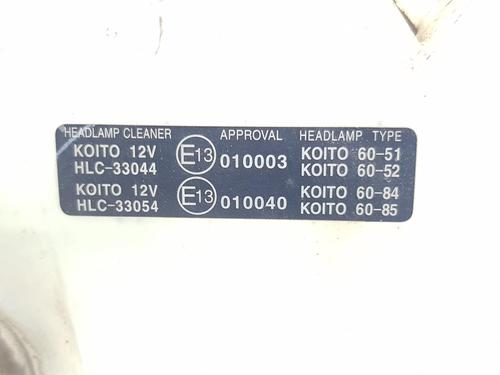 HEADLAMP CLEANER APPROVAL HEADLAMP TYPE
KOITO 12V E13 010003 KOITO 60-51
HLC-33044 KOITO 60-52
KOITO 12V E13 010040 KOITO 60-84
HLC-33054 KOITO 60-85